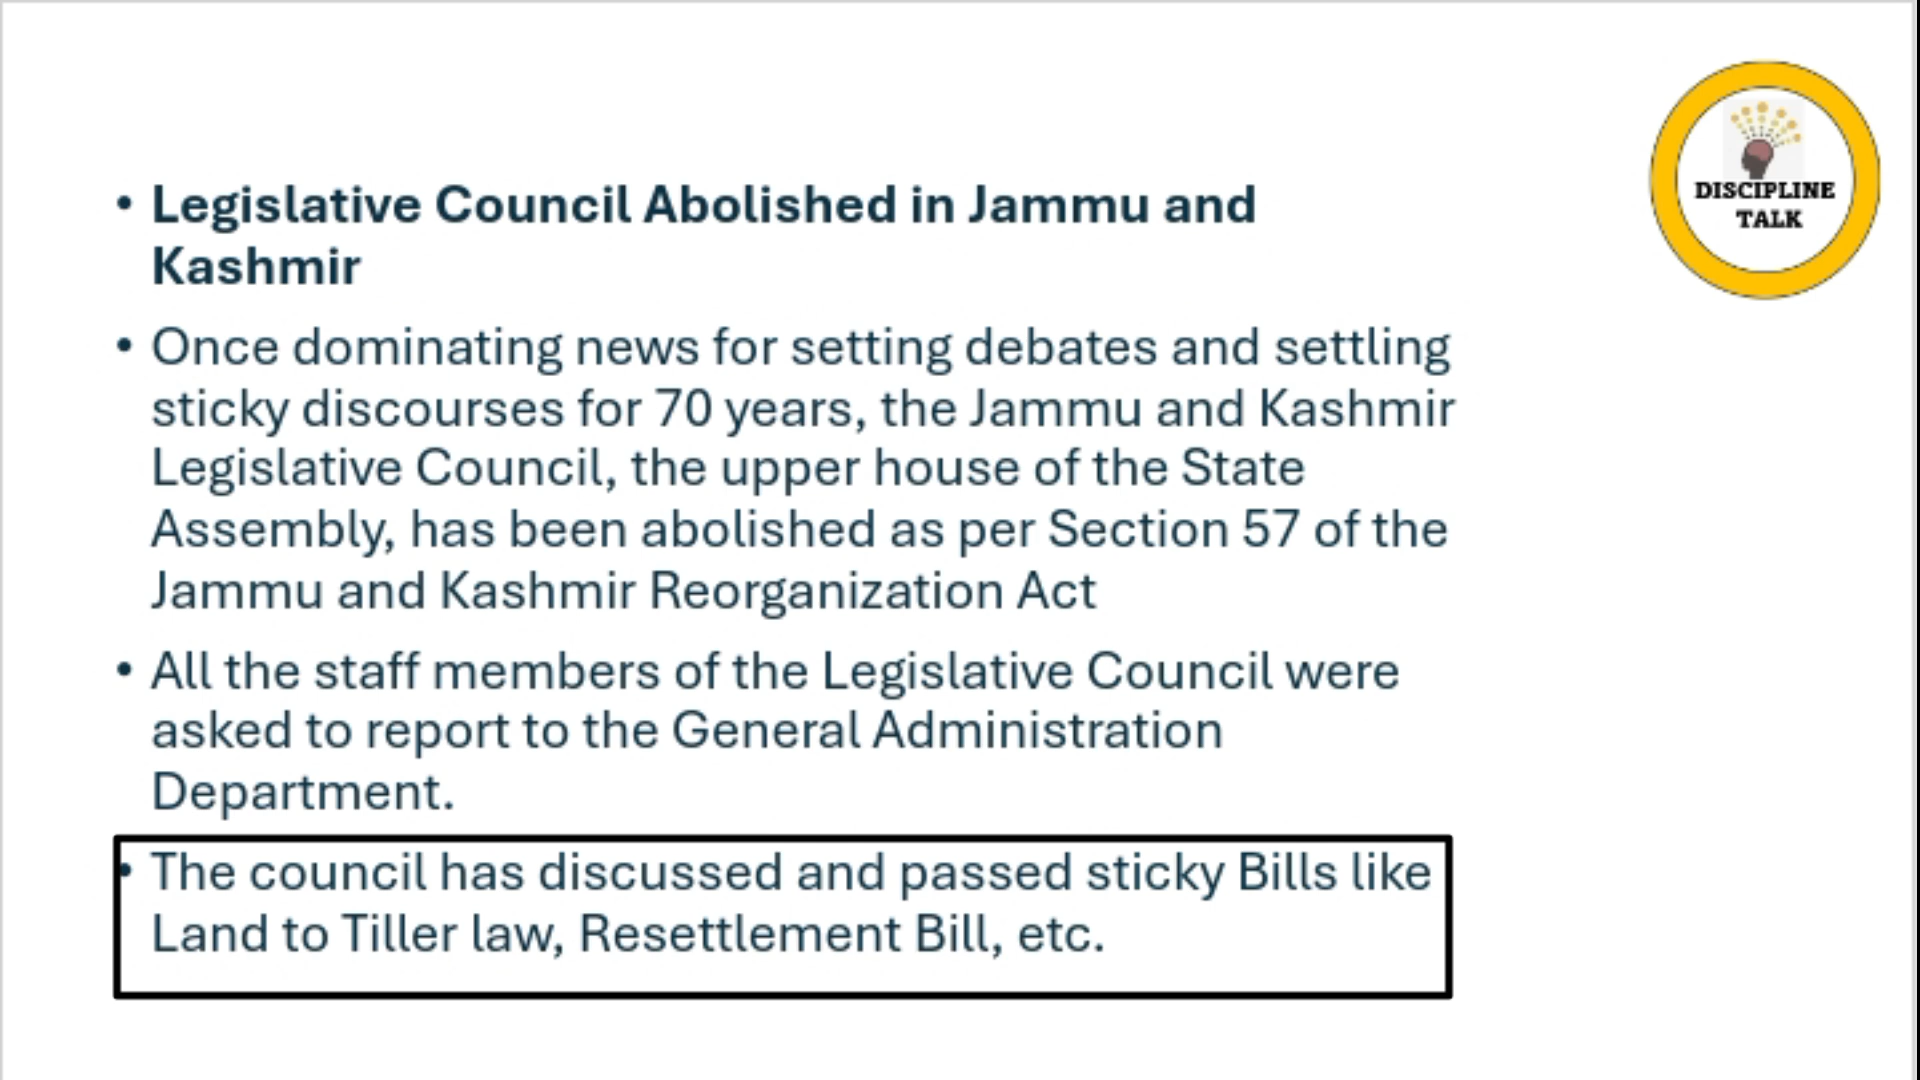 • Legislative Council Abolished in Jammu and
Kashmir
• Once dominating news for setting debates and settling
sticky discourses for 70 years, the Jammu and Kashmir
Legislative Council, the upper house of the State
Assembly, has been abolished as per Section 57 of the
Jammu and Kashmir Reorganization Act
• All the staff members of the Legislative Council were
asked to report to the General Administration
Department.
• The council has discussed and passed sticky Bills like
Land to Tiller law, Resettlement Bill, etc.
DISCIPLINE
TALK